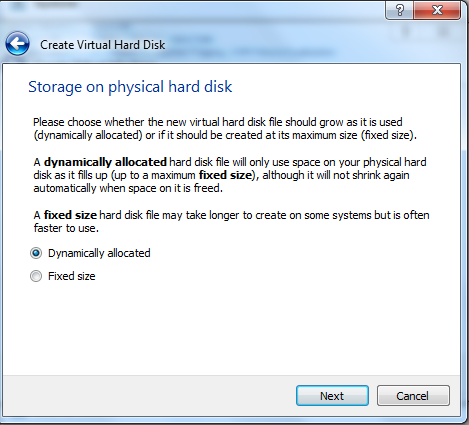 Create Virtual Hard Disk
Storage on physical hard disk
Please choose whether the new virtual hard disk file should grow as it is used
(dynamically allocated) or if it should be created at its maximum size (fixed size).
A dynamically allocated hard disk file will only use space on your physical hard
disk as it fills up (up to a maximum fixed size), although it will not shrink again
automatically when space on it is freed.
A fixed size hard disk file may take longer to create on some systems but is often
faster to use.
Dynamically allocated
Fixed size
Next
Cancel